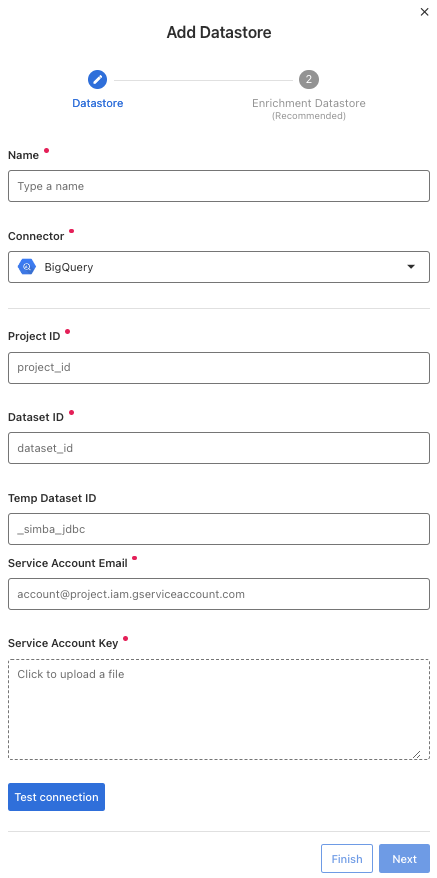 Add Datastore
2
Datastore
Enrichment Datastore
(Recommended)
Name
Type a name
Connector
BigQuery
Project ID
project_id
Dataset ID
dataset_id
Temp Dataset ID
_simba_jdbc
Service Account Email
account@project.iam.gserviceaccount.com
Service Account Key
Click to upload a file
Test connection
Finish
Next